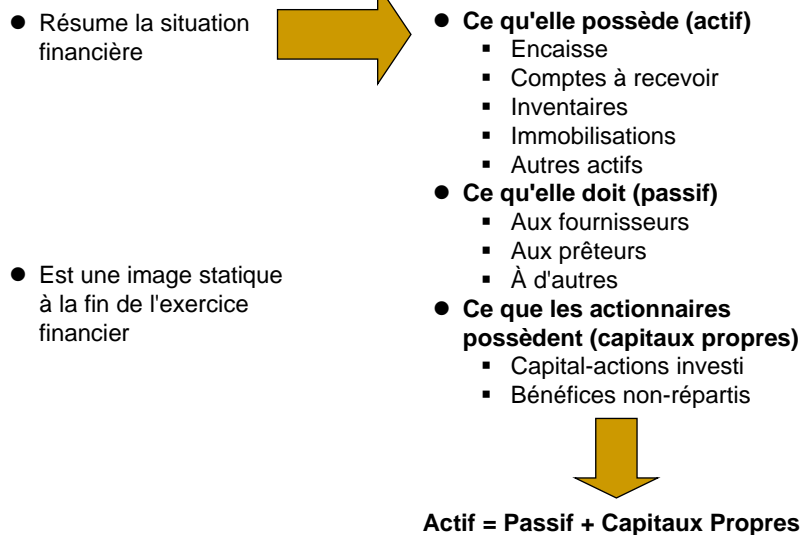 ● Résume la situation
financière
● Est une image statique
à la fin de l'exercice
financier
● Ce qu'elle possède (actif)
▪ Encaisse
▪ Comptes à recevoir
▪ Inventaires
▪ Immobilisations
▪ Autres actifs
● Ce qu'elle doit (passif)
▪ Aux fournisseurs
▪ Aux prêteurs
▪ À d'autres
● Ce que les actionnaires
possèdent (capitaux propres)
▪ Capital-actions investi
▪ Bénéfices non-répartis
Actif = Passif + Capitaux Propres